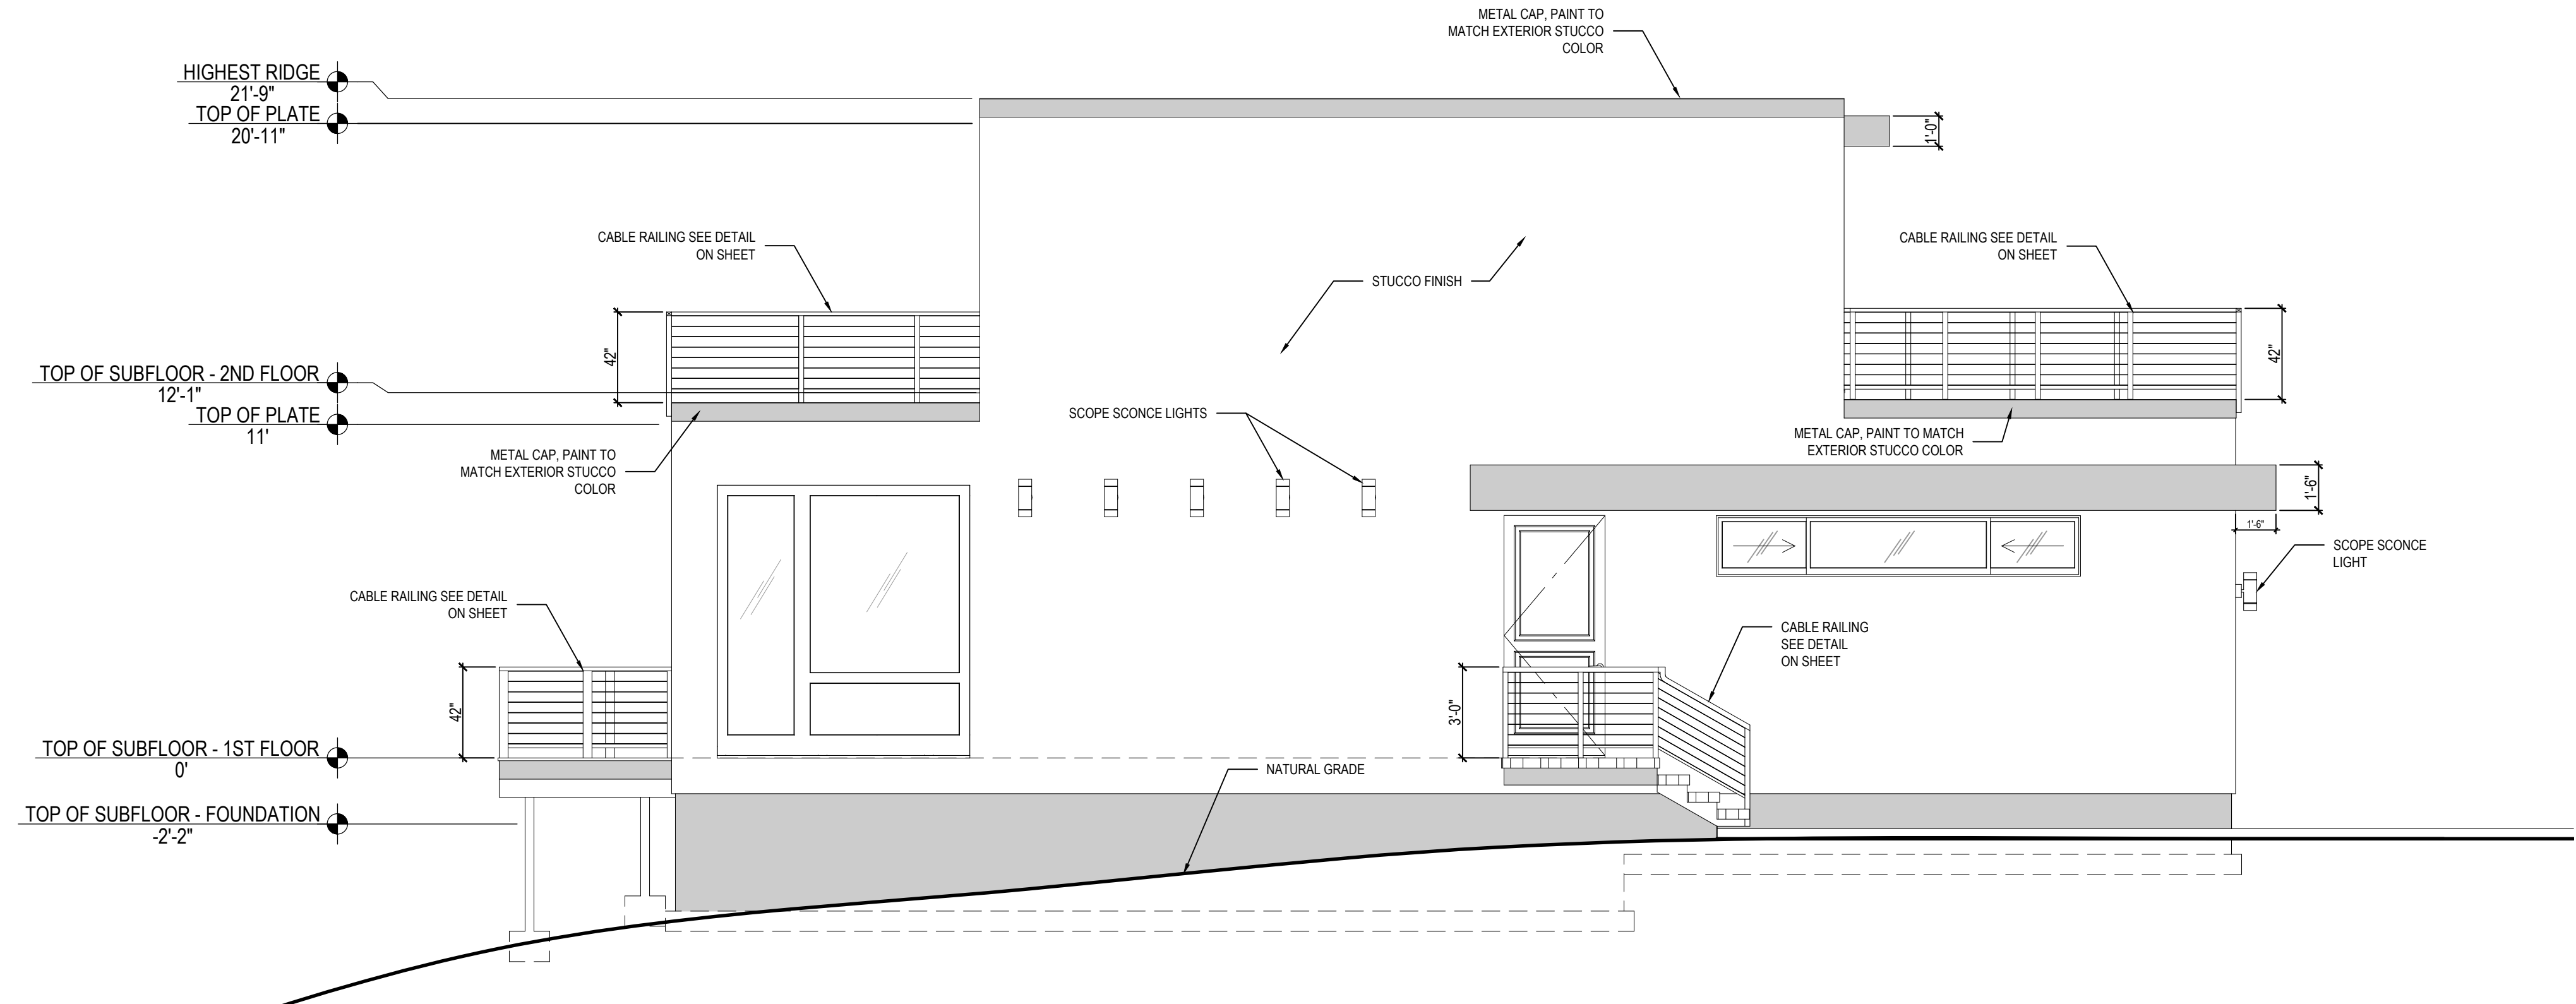 METAL CAP, PAINT TO
MATCH EXTERIOR STUCCO
COLOR
HIGHEST RIDGE
21'-9"
TOP OF PLATE
20'-11"
1'-0"
CABLE RAILING SEE DETAIL
ON SHEET
CABLE RAILING SEE DETAIL
ON SHEET
STUCCO FINISH
42"
42"
TOP OF SUBFLOOR - 2ND FLOOR
12'-1"
TOP OF PLATE
11'
SCOPE SCONCE LIGHTS
METAL CAP, PAINT TO MATCH
EXTERIOR STUCCO COLOR
METAL CAP, PAINT TO
MATCH EXTERIOR STUCCO
COLOR
1'-6"
1'-6"
SCOPE SCONCE
LIGHT
CABLE RAILING SEE DETAIL
ON SHEET
CABLE RAILING
SEE DETAIL
ON SHEET
42"
3'-0"
TOP OF SUBFLOOR - 1ST FLOOR
0'
NATURAL GRADE
TOP OF SUBFLOOR - FOUNDATION
-2'-2"